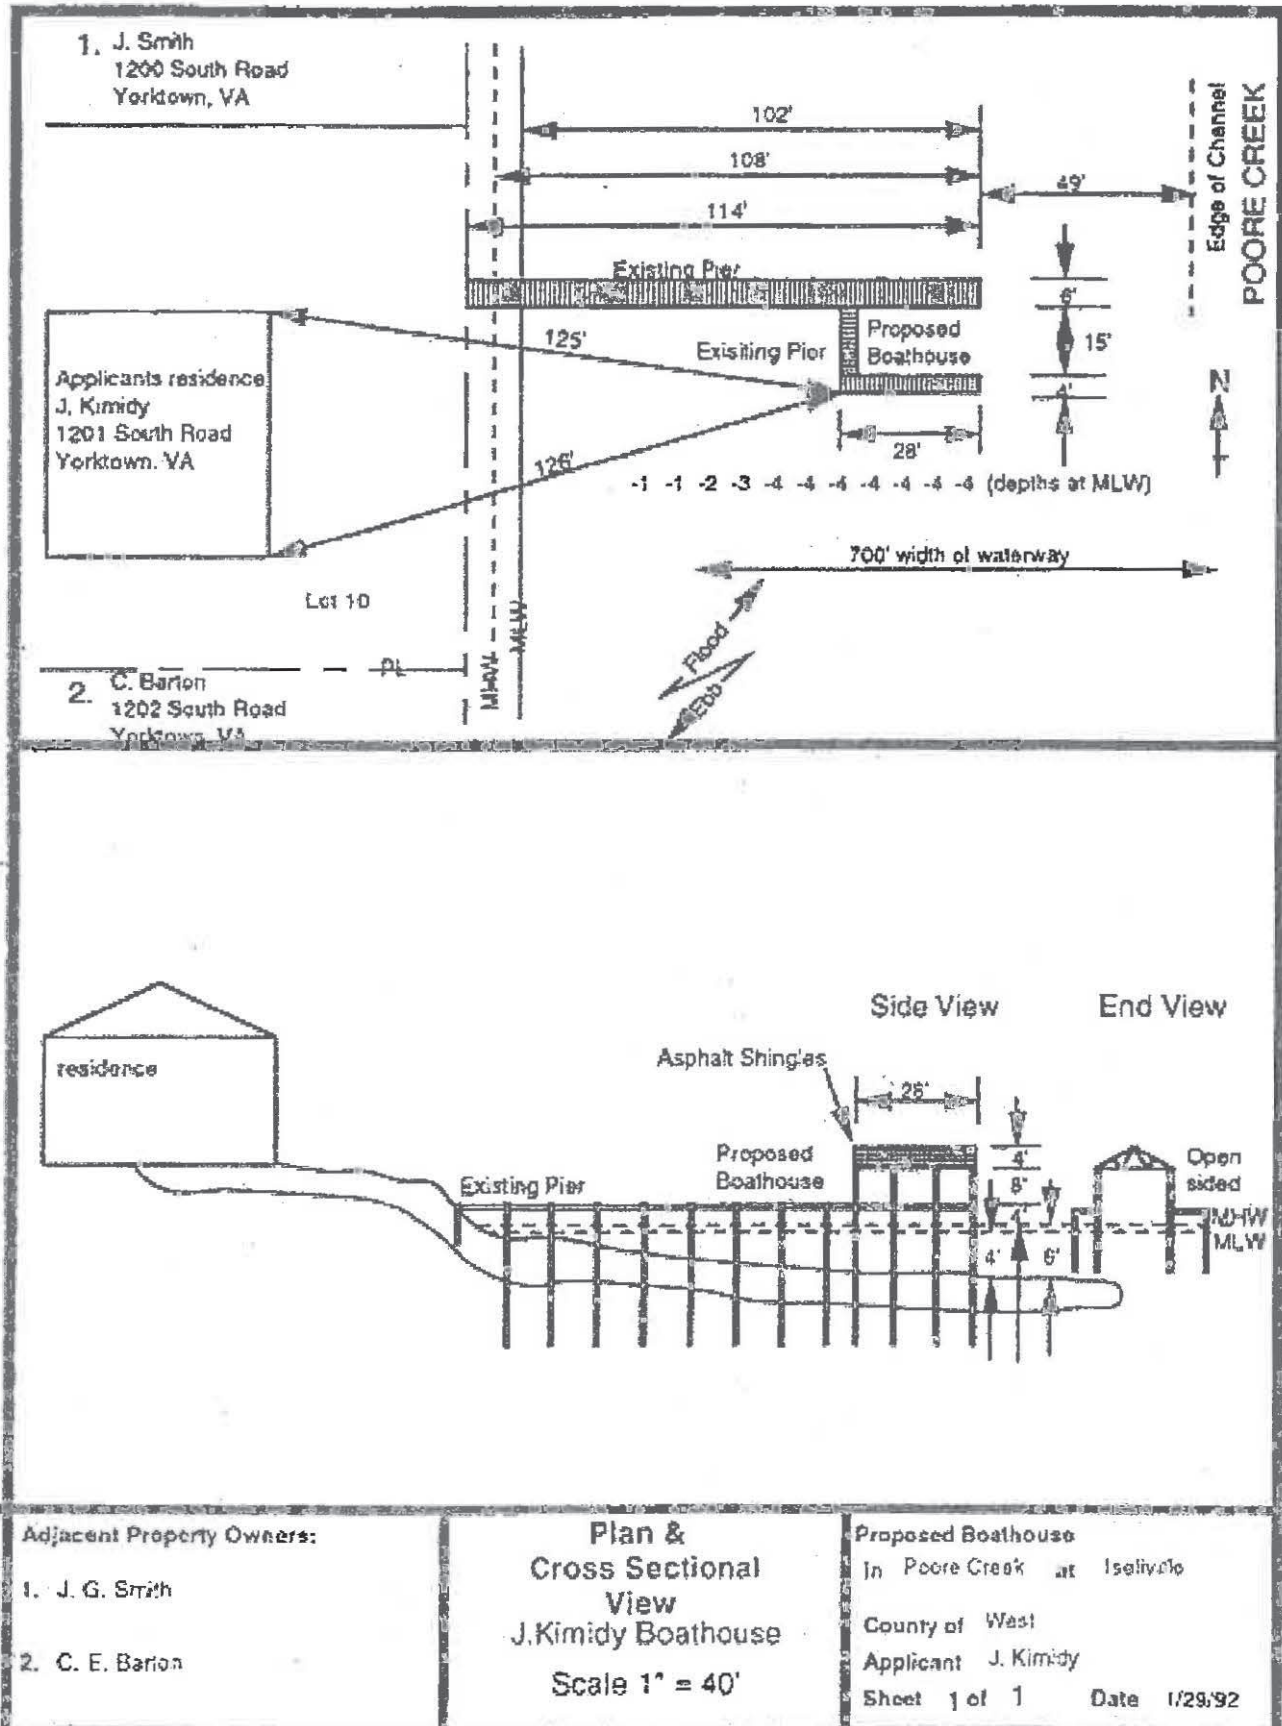 1. J. Smith
1200 South Road
Yorktown, VA
102'
108'
114'
49'
Edge of Channel
POORE CREEK
Existing Pier
6'
125'
Exisiting Pier
Proposed
Boathouse
15'
4'
N
Applicants residence
J. Kimidy
1201 South Road
Yorktown. VA
126'
28'
-1 -1 -2 -3 -4 -4 -4 -4 -4 -4 -4 (depths at MLW)
700' width of waterway
Lot 10
MHW
MLW
Flood
Ebb
PL
2. C. Barton
1202 South Road
Yorktown, VA
Side View
End View
residence
Asphalt Shingles
28'
Proposed
Boathouse
4'
8'
Open
sided
Existing Pier
4'
MHW
MLW
4'
6'
Adjacent Property Owners:
1. J. G. Smith
2. C. E. Barton
Plan &
Cross Sectional
View
J.Kimidy Boathouse
Scale 1" = 40'
Proposed Boathouse
In Poore Creek at
County of West
Applicant J. Kimidy
Sheet 1 of 1 Date 1/29/92